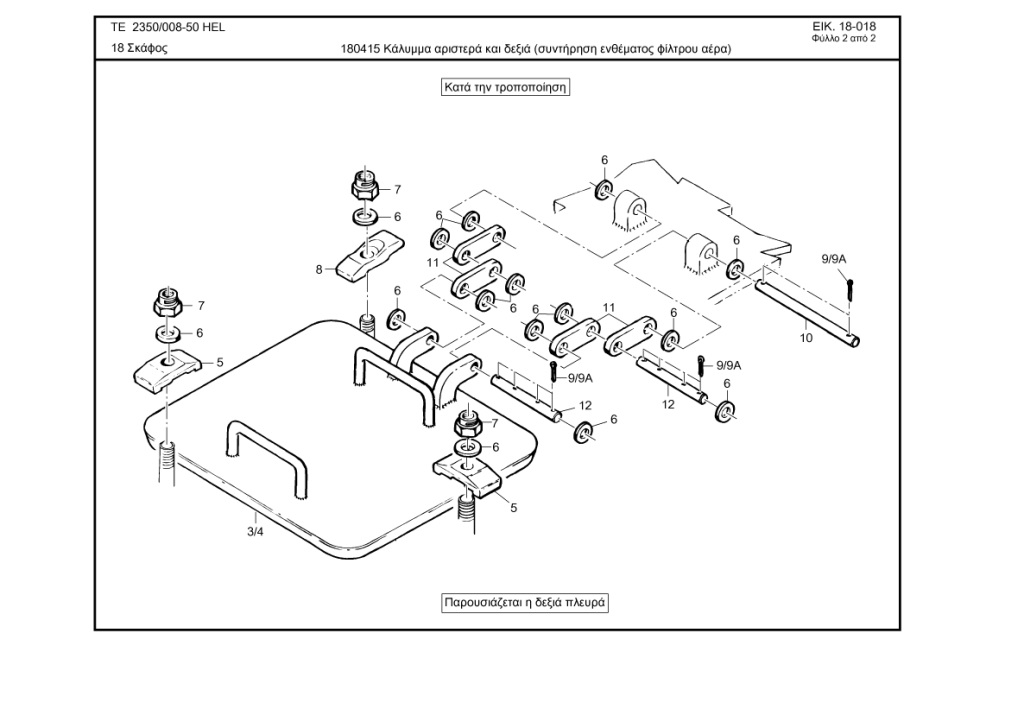 TE 2350/008-50 HEL
ΕΙΚ. 18-018
Φύλλο 2 από 2
18 Σκάφος
180415 Κάλυμμα αριστερά και δεξιά (συντήρηση ενθέματος φίλτρου αέρα)
Κατά την τροποποίηση
6
7
6
6
6
11
8
9/9A
6
6
6
11
6
7
6
10
5
9/9A
9/9A
12
12
6
6
7
6
5
3/4
Παρουσιάζεται η δεξιά πλευρά